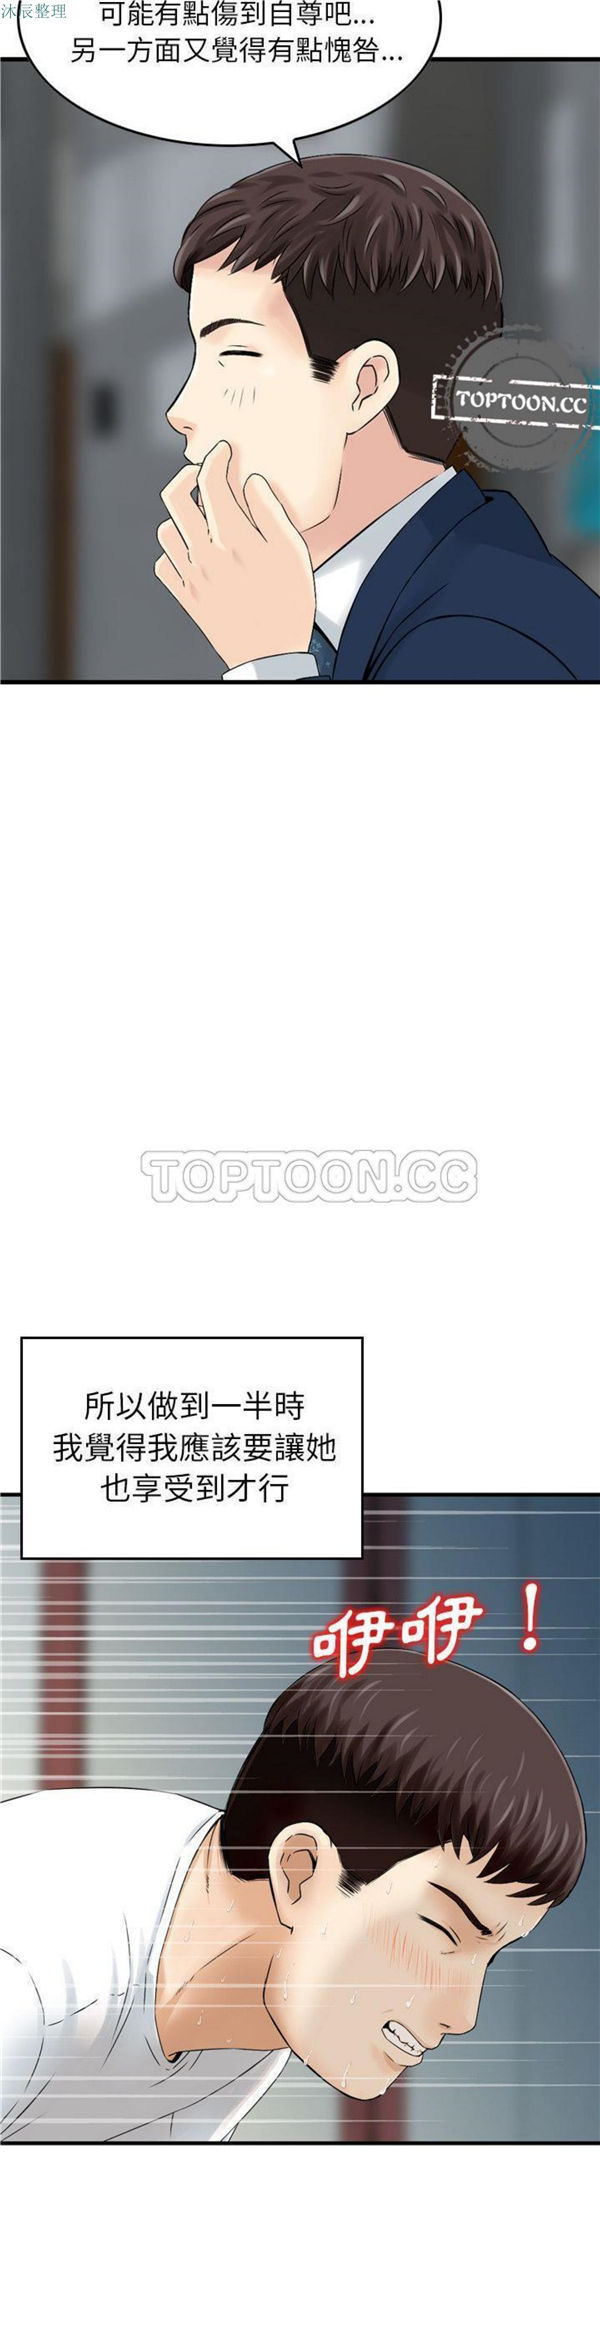 沐辰整理
可能有點傷到自尊吧...
另一方面又覺得有點愧咎...
TOPTOON.CC
TOPTOON.CC
所以做到一半時
我覺得我應該要讓她
也享受到才行
咿咿！